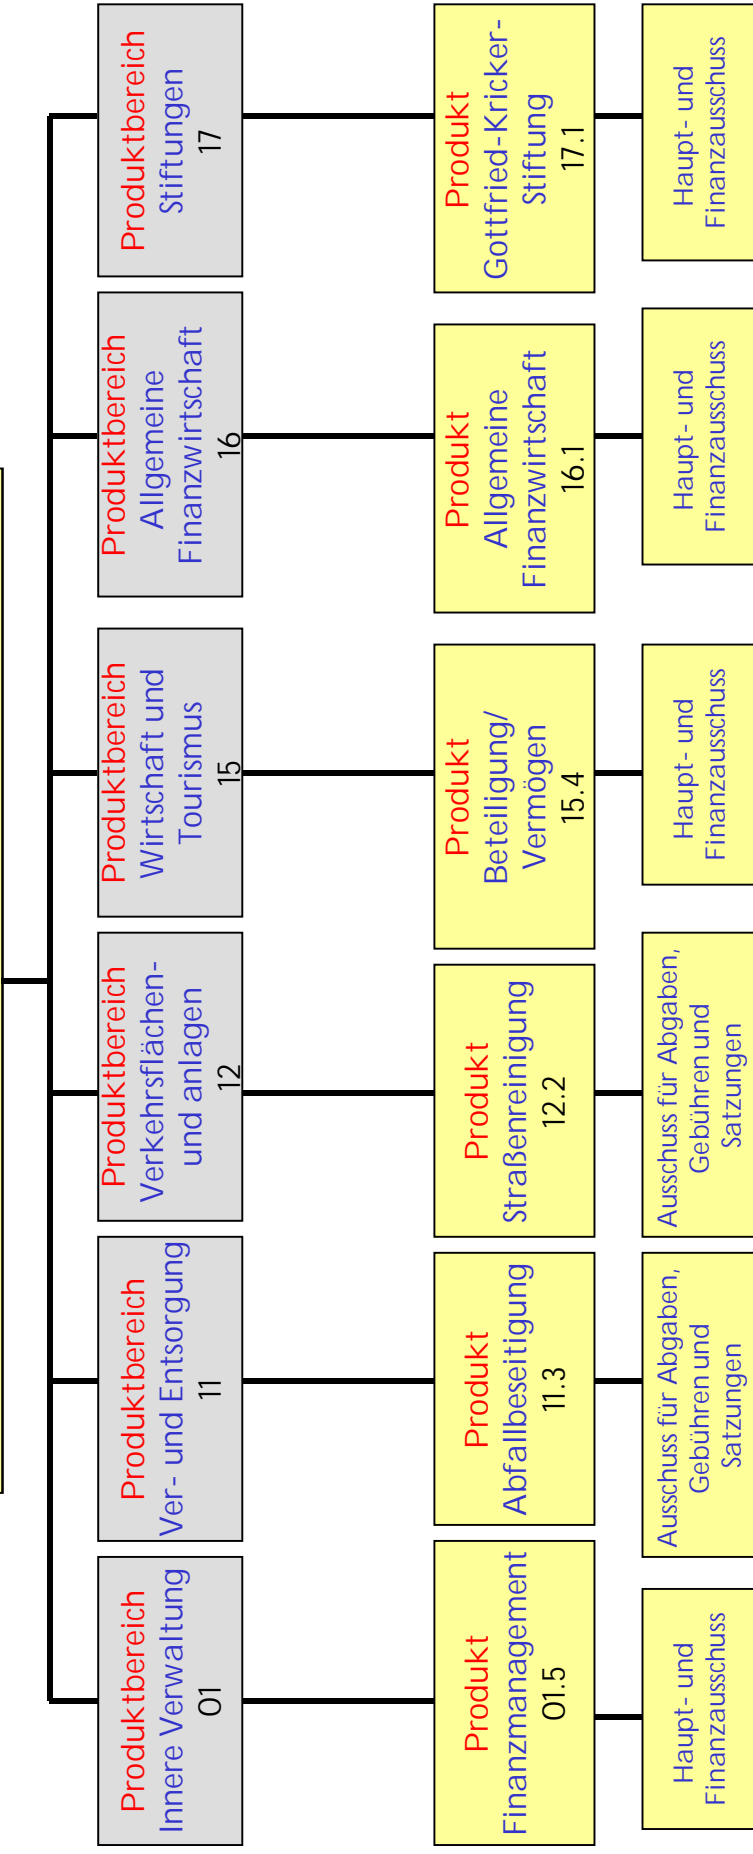 Produktbereich
Innere Verwaltung
01
Produktbereich
Ver- und Entsorgung
11
Produktbereich
Verkehrsflächen-
und anlagen
12
Produktbereich
Wirtschaft und
Tourismus
15
Produktbereich
Allgemeine
Finanzwirtschaft
16
Produktbereich
Stiftungen
17
Produkt
Finanzmanagement
01.5
Produkt
Abfallbeseitigung
11.3
Produkt
Straßenreinigung
12.2
Produkt
Beteiligung/
Vermögen
15.4
Produkt
Allgemeine
Finanzwirtschaft
16.1
Produkt
Gottfried-Kricker-
Stiftung
17.1
Haupt- und
Finanzausschuss
Ausschuss für Abgaben,
Gebühren und
Satzungen
Ausschuss für Abgaben,
Gebühren und
Satzungen
Haupt- und
Finanzausschuss
Haupt- und
Finanzausschuss
Haupt- und
Finanzausschuss